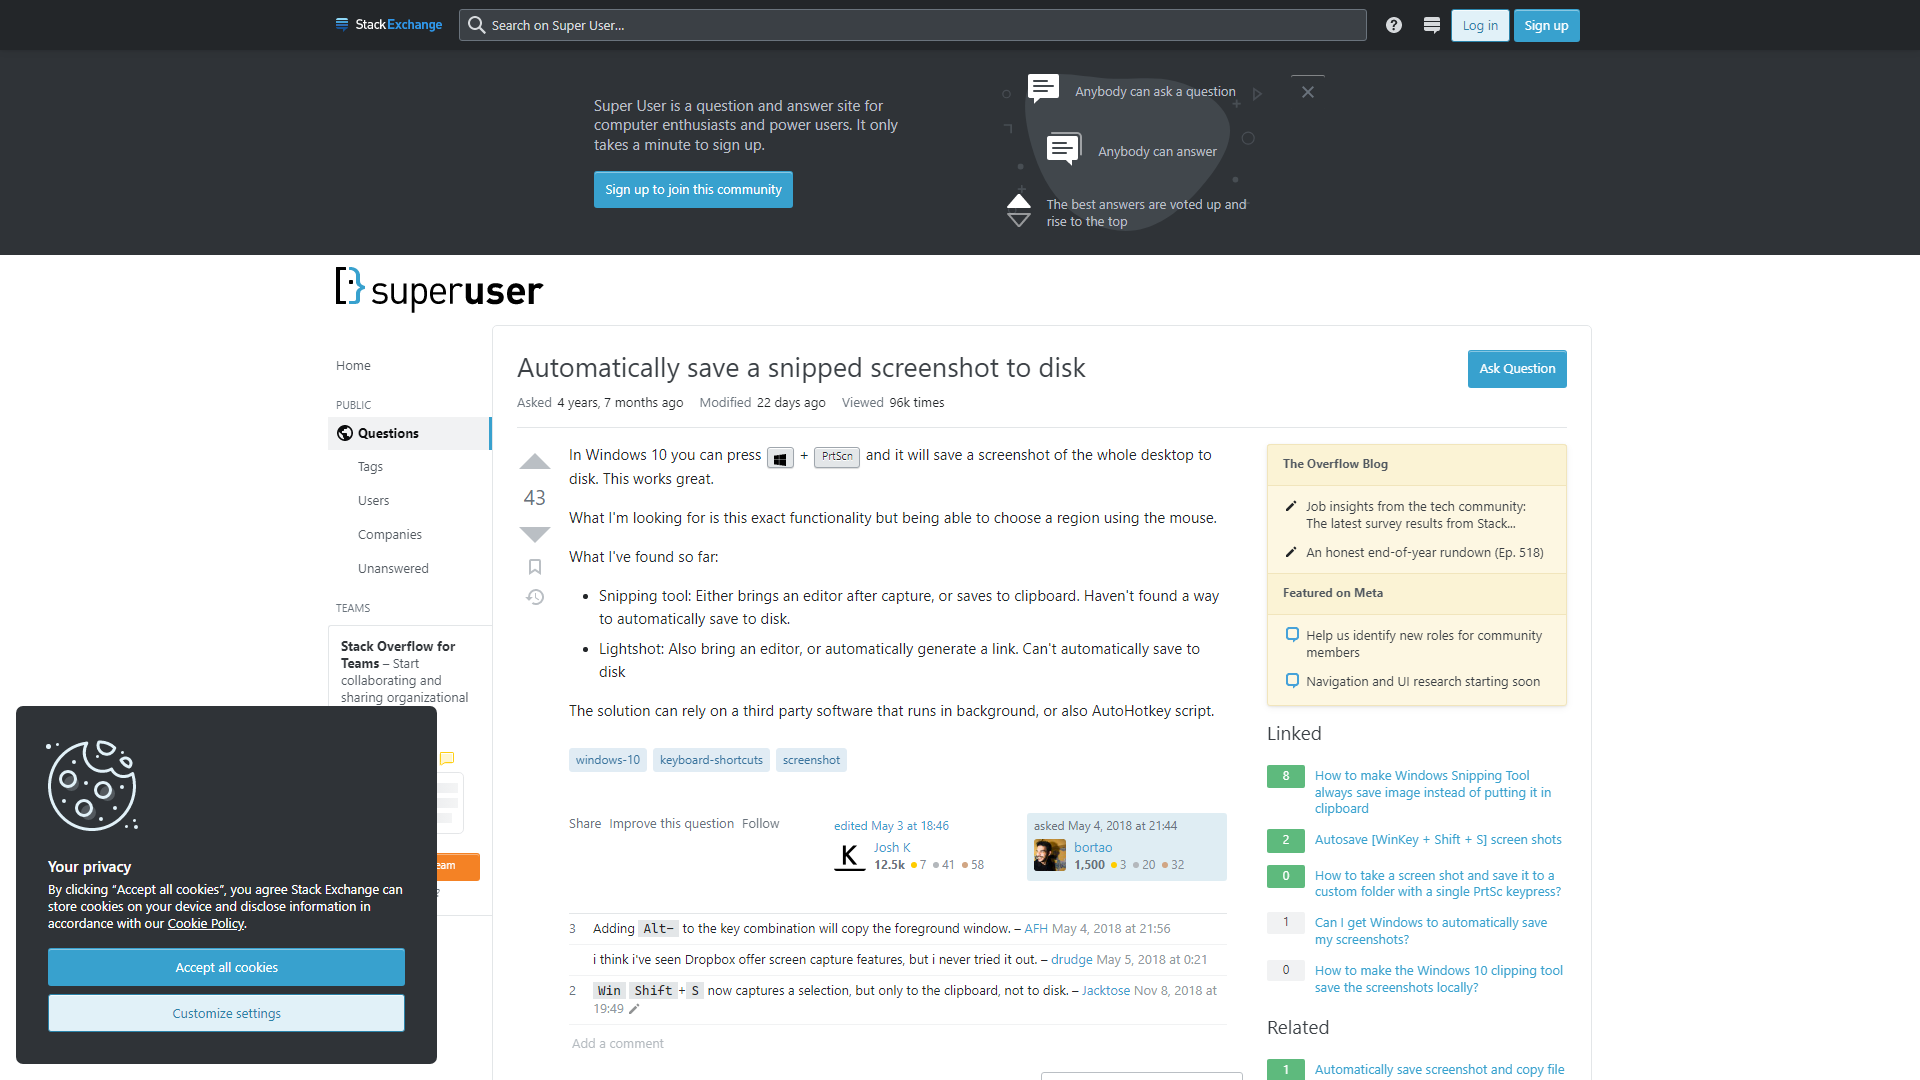 StackExchange
Search on Super User...
Log in
Sign up
Super User is a question and answer site for
computer enthusiasts and power users. It only
takes a minute to sign up.
Sign up to join this community
Anybody can ask a question
Anybody can answer
The best answers are voted up and
rise to the top
superuser
Home
PUBLIC
Questions
Tags
Users
Companies
Unanswered
TEAMS
Stack Overflow for
Teams – Start
collaborating and
sharing organizational
Automatically save a snipped screenshot to disk
Ask Question
Asked 4 years, 7 months ago Modified 22 days ago Viewed 96k times
43
In Windows 10 you can press + PrtScn and it will save a screenshot of the whole desktop to
disk. This works great.
What I'm looking for is this exact functionality but being able to choose a region using the mouse.
What I've found so far:
Snipping tool: Either brings an editor after capture, or saves to clipboard. Haven't found a way
to automatically save to disk.
Lightshot: Also bring an editor, or automatically generate a link. Can't automatically save to
disk
The solution can rely on a third party software that runs in background, or also AutoHotkey script.
windows-10 keyboard-shortcuts screenshot
Share Improve this question Follow
edited May 3 at 18:46
K
Josh K
12.5k 7 41 58
asked May 4, 2018 at 21:44
bortao
1,500 3 20 32
3 Adding Alt- to the key combination will copy the foreground window. – AFH May 4, 2018 at 21:56
i think i've seen Dropbox offer screen capture features, but i never tried it out. – drudge May 5, 2018 at 0:21
2 Win Shift+S now captures a selection, but only to the clipboard, not to disk. – Jacktose Nov 8, 2018 at
19:49
Add a comment
The Overflow Blog
Job insights from the tech community:
The latest survey results from Stack...
An honest end-of-year rundown (Ep. 518)
Featured on Meta
Help us identify new roles for community
members
Navigation and UI research starting soon
Linked
8 How to make Windows Snipping Tool
always save image instead of putting it in
clipboard
2 Autosave [WinKey + Shift + S] screen shots
0 How to take a screen shot and save it to a
custom folder with a single PrtSc keypress?
1 Can I get Windows to automatically save
my screenshots?
0 How to make the Windows 10 clipping tool
save the screenshots locally?
Related
1 Automatically save screenshot and copy file
eam
?
Your privacy
By clicking “Accept all cookies”, you agree Stack Exchange can
store cookies on your device and disclose information in
accordance with our Cookie Policy.
Accept all cookies
Customize settings